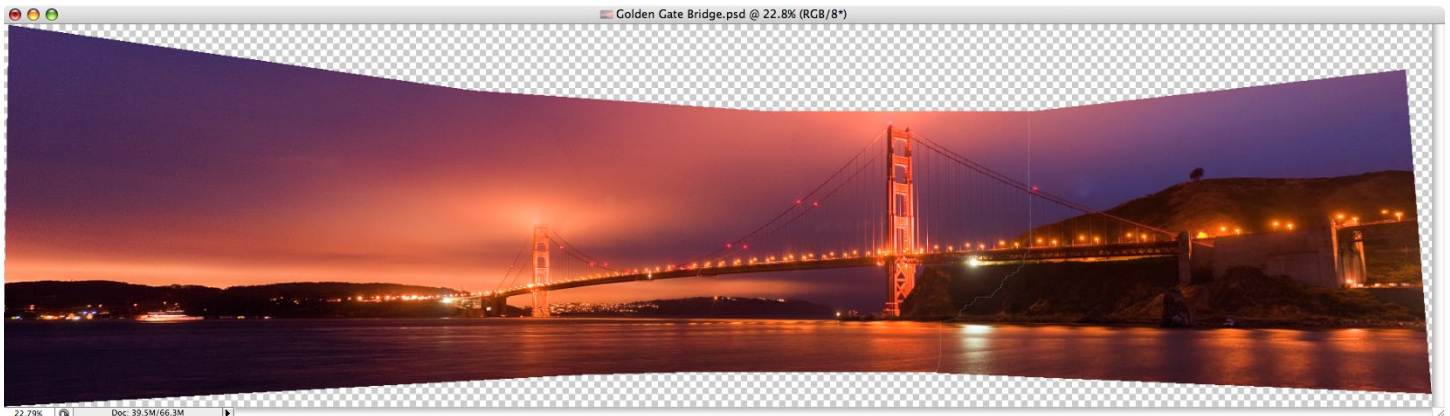 Golden Gate Bridge.psd @ 22.8% (RGB/8*)
22.79%
Doc: 39.5M/66.3M